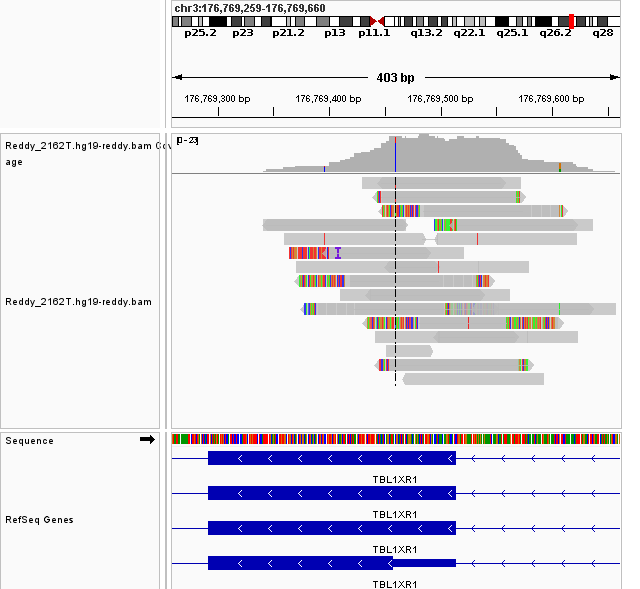 chr3:176,769,259-176,769,660
p25.2 p23 p21.2 p13 p11.1 q13.2 q22.1 q25.1 q26.2 q28
403 bp
176,769,300 bp 176,769,400 bp 176,769,500 bp 176,769,600 bp
Reddy_2162T.hg19-reddy.bam Cov
age
[0-23]
Reddy_2162T.hg19-reddy.bam
Sequence
RefSeq Genes
TBL1XR1
TBL1XR1
TBL1XR1
TBL1XR1